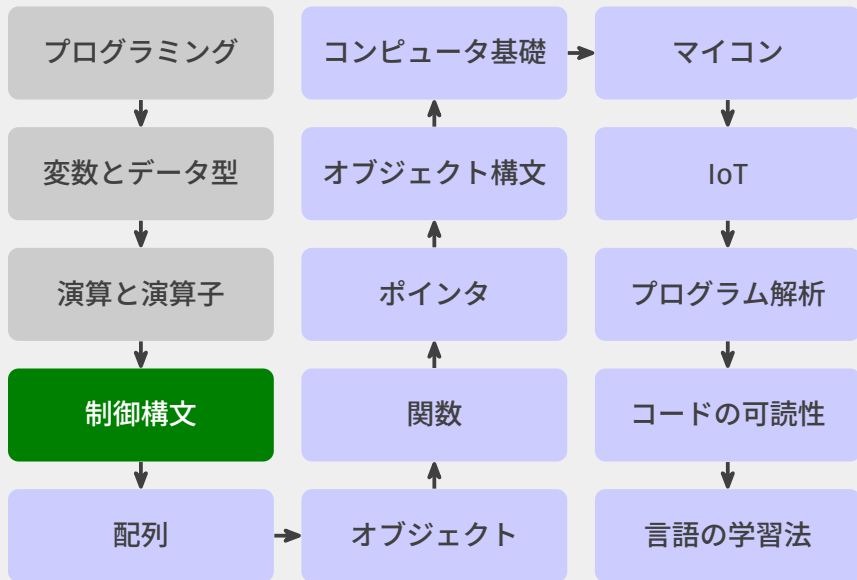 プログラミング
変数とデータ型
演算と演算子
制御構文
配列
オブジェクト
関数
ポインタ
オブジェクト構文
コンピュータ基礎
マイコン
IoT
プログラム解析
コードの可読性
言語の学習法